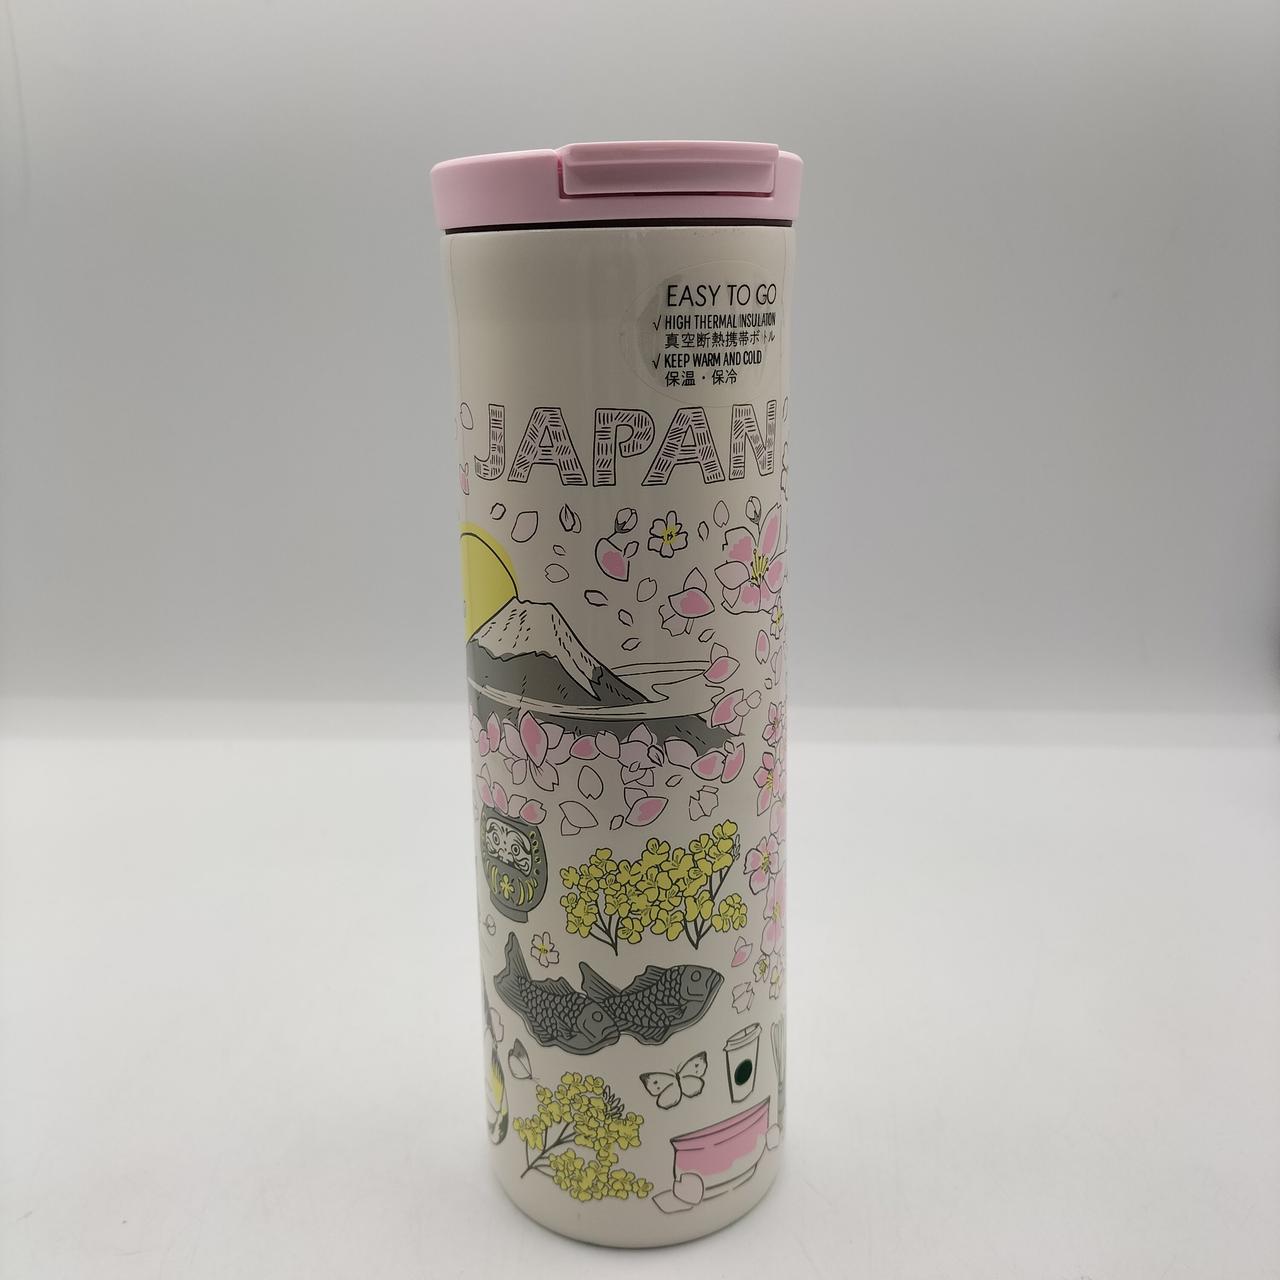 EASY TO GO
√ HIGH THERMAL INSULATION
真空断熱携帯ボトル
√ KEEP WARM AND COLD
保温・保冷
JAPAN